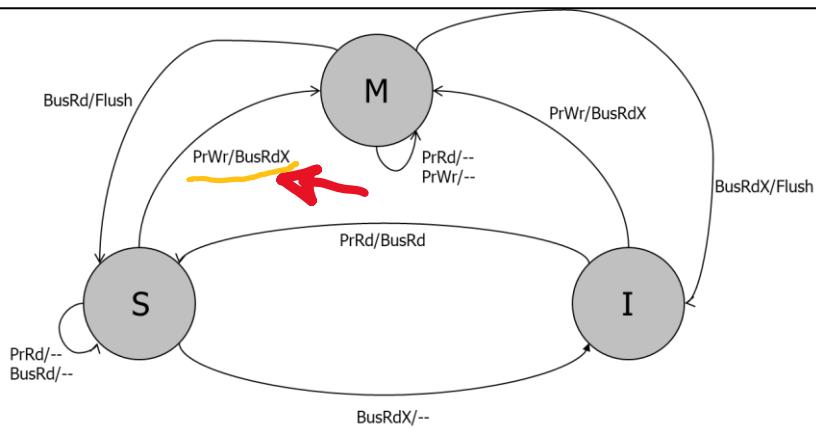 M
BusRd/Flush
PrWr/BusRdX
PrWr/BusRdX
PrRd/--
PrWr/--
BusRdX/Flush
PrRd/BusRd
S
I
PrRd/--
BusRd/--
BusRdX/--